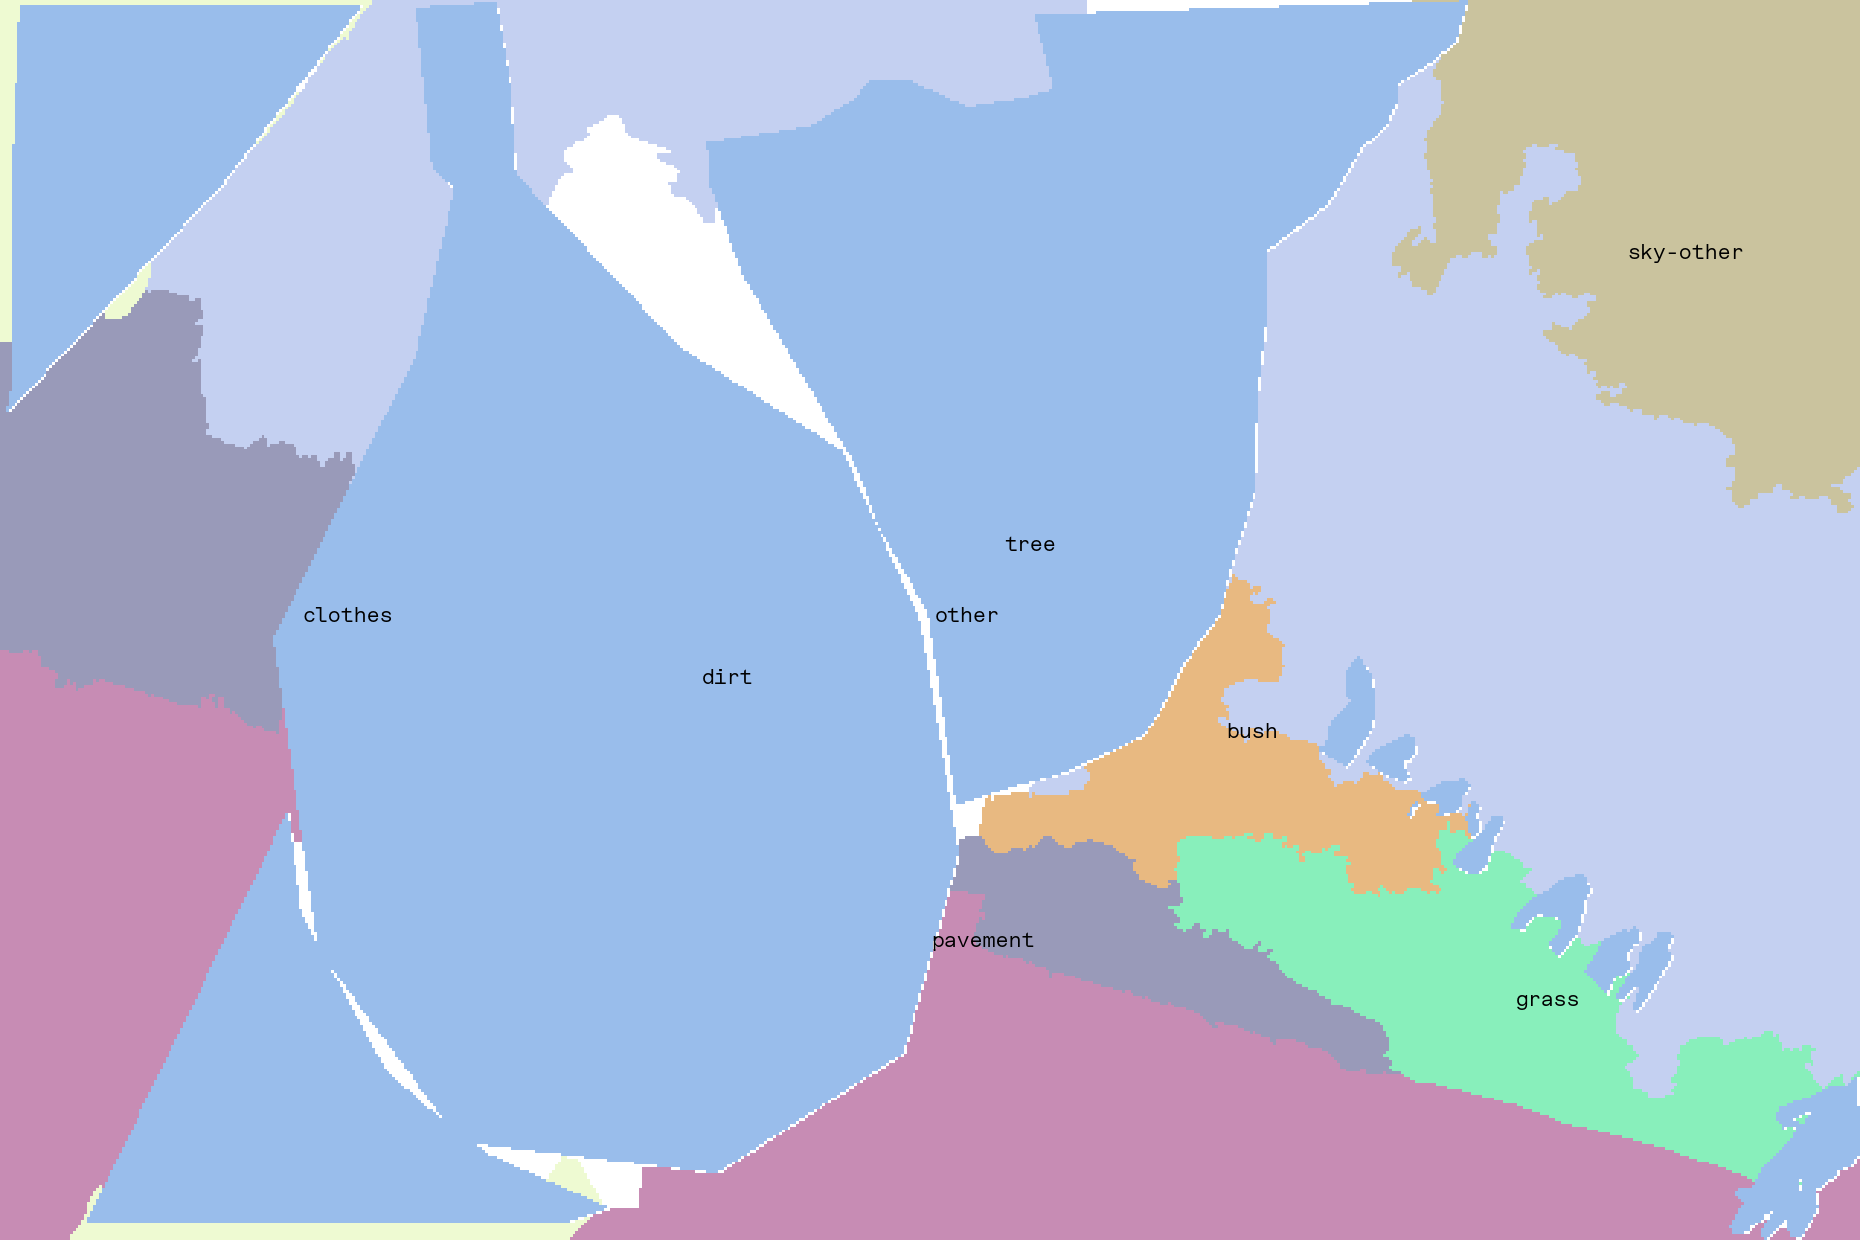 sky-other
tree
clothes
other
dirt
bush
pavement
grass